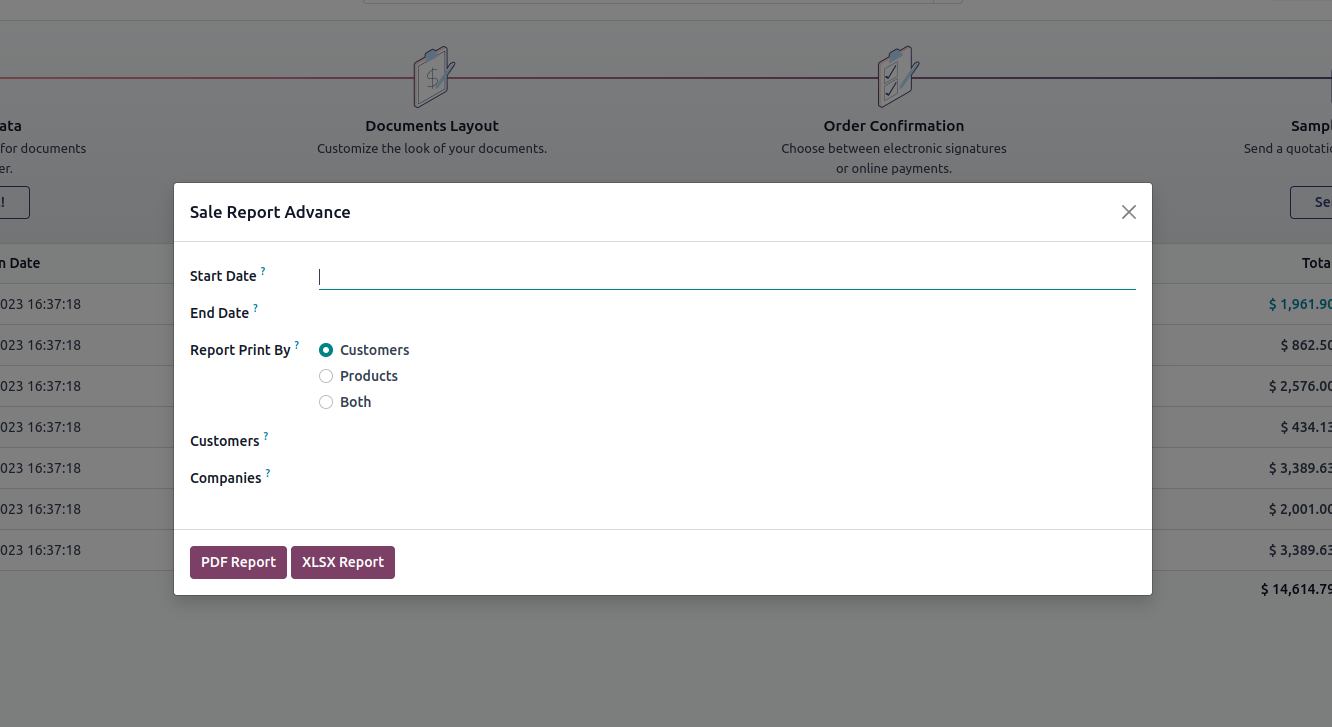 ata
Documents Layout
Order Confirmation
Sampl
for documents
Customize the look of your documents.
Choose between electronic signatures
Send a quotatio
er.
or online payments.
!
Se
Sale Report Advance
n Date
Tota
Start Date ?
023 16:37:18
$ 1,961.90
End Date ?
023 16:37:18
$ 862.50
Report Print By ?
Customers
Products
023 16:37:18
$ 2,576.00
Both
023 16:37:18
$ 434.13
Customers ?
023 16:37:18
$ 3,389.63
Companies ?
023 16:37:18
$ 2,001.00
023 16:37:18
$ 3,389.63
PDF Report
XLSX Report
$ 14,614.79